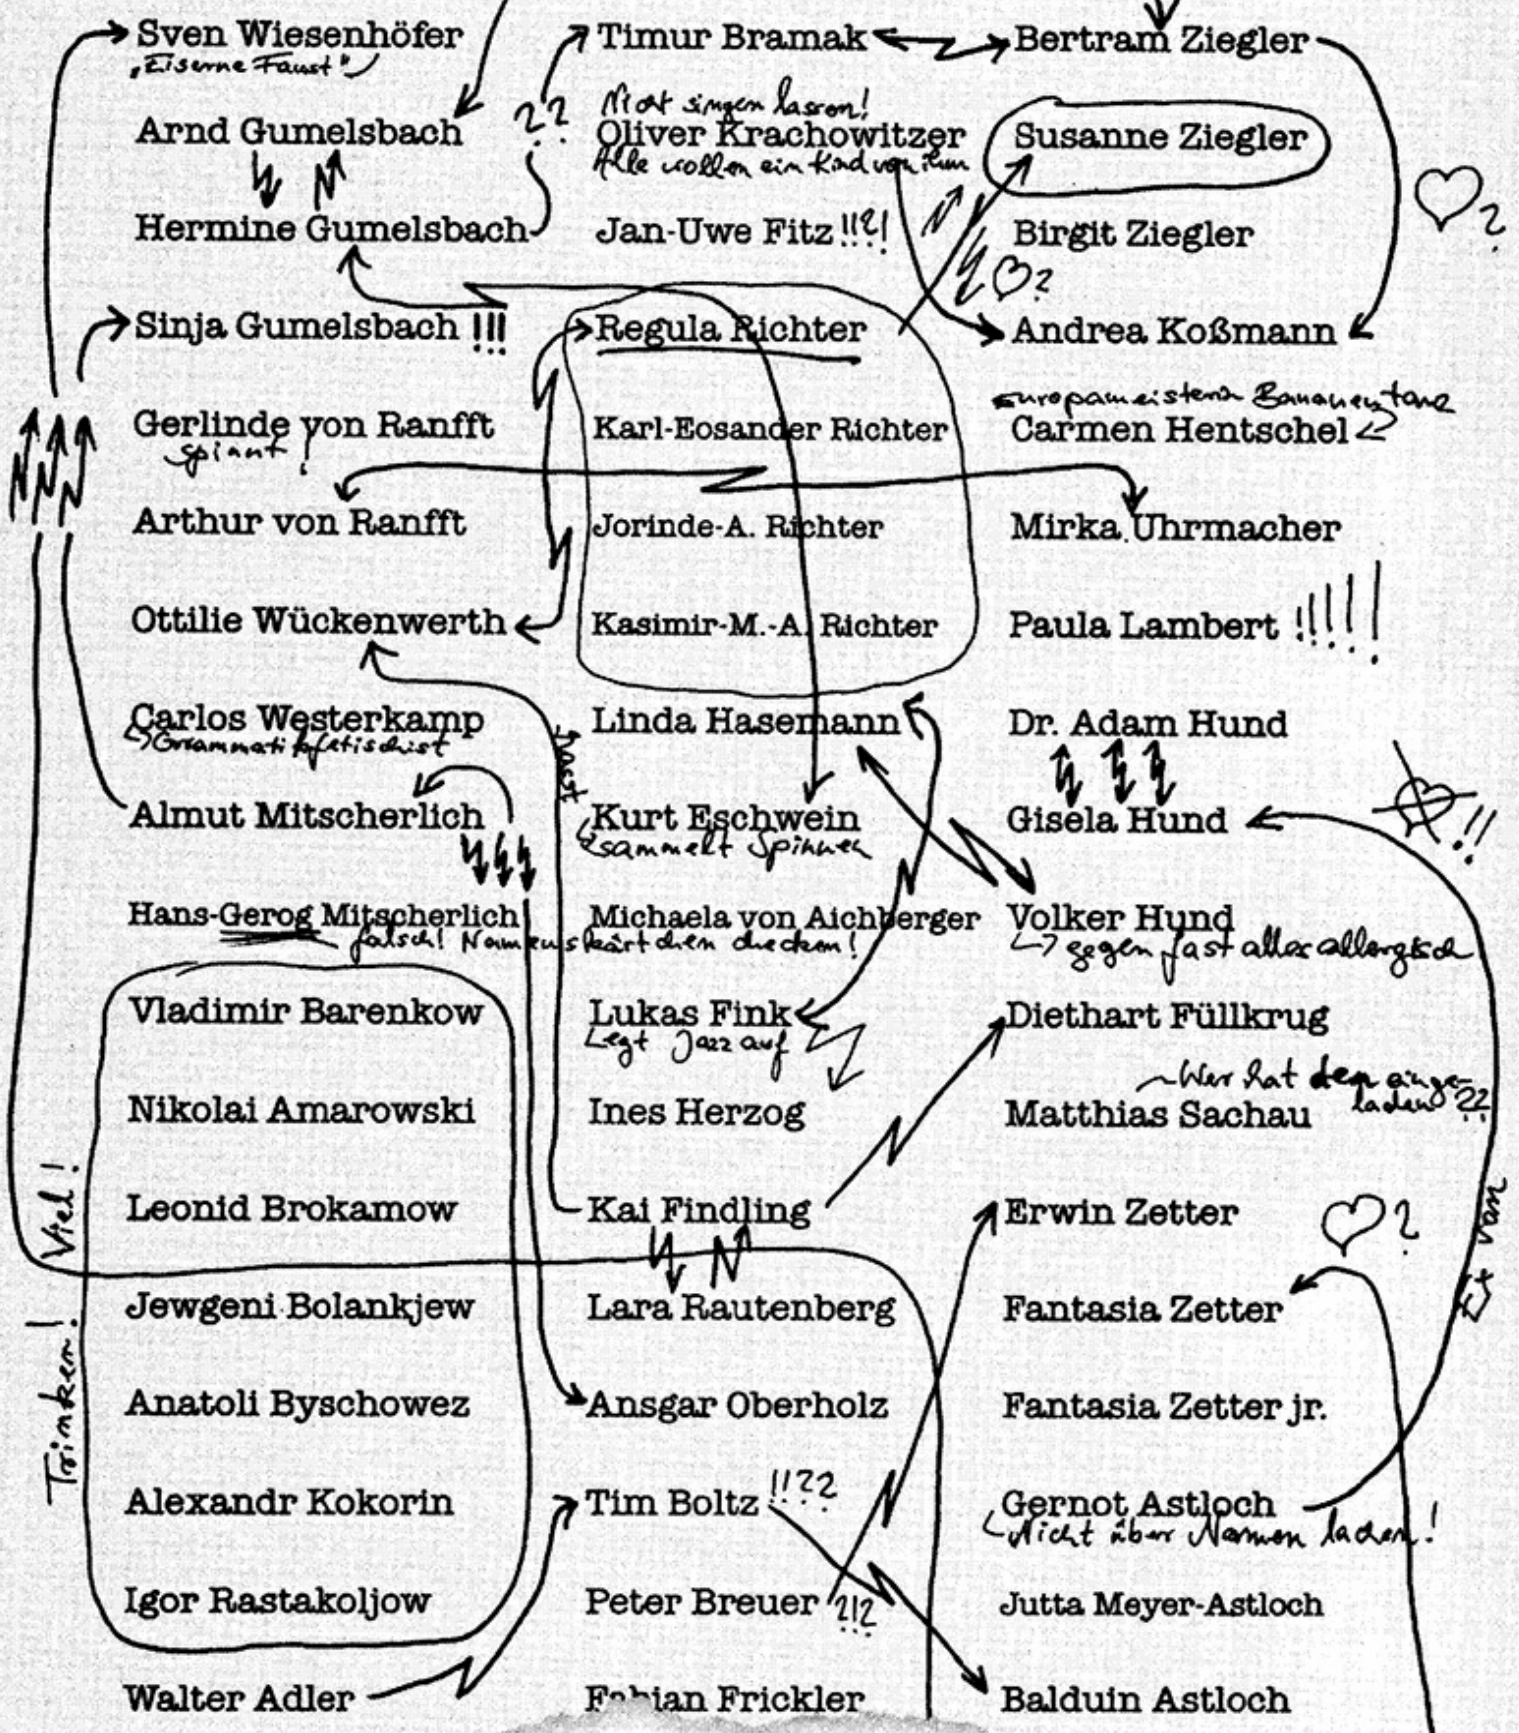 Sven Wiesenhöfer
„Eiserne Faust"
Arnd Gumelsbach
Hermine Gumelsbach
Sinja Gumelsbach !!!
Gerlinde von Ranfft
spinnt!
Arthur von Ranfft
Ottilie Wückenwerth
Carlos Westerkamp
Grammatikfetischist
Almut Mitscherlich
Hans-Gerog Mitscherlich
falsch! Namenskärtchen checken!
Vladimir Barenkow
Nikolai Amarowski
Leonid Brokamow
Jewgeni Bolankjew
Anatoli Byschowez
Alexandr Kokorin
Igor Rastakoljow
Trinken! Viel!
Walter Adler
??
Timur Bramak
Nicht singen lassen!
Oliver Krachowitzer
Alle wollen ein Kind von ihm
Jan-Uwe Fitz !!?!
Regula Richter
Karl-Eosander Richter
Jorinde-A. Richter
Kasimir-M.-A. Richter
Linda Hasemann
hasst
Kurt Eschwein
sammelt Spinnen
Michaela von Aichberger
Lukas Fink
Legt Jazz auf
Ines Herzog
Kai Findling
Lara Rautenberg
Ansgar Oberholz
Tim Boltz !!??
Peter Breuer ?!?
Fabian Frickler
Bertram Ziegler
Susanne Ziegler
Birgit Ziegler
?
?
Andrea Koßmann
Europameisterin Bananentanz
Carmen Hentschel
Mirka Uhrmacher
Paula Lambert !!!!!
Dr. Adam Hund
Gisela Hund
!!
Volker Hund
gegen fast alles allergisch
Diethart Füllkrug
Wer hat den einge-
laden??
Matthias Sachau
Erwin Zetter
?
Fantasia Zetter
Fantasia Zetter jr.
Gernot Astloch
Nicht über Namen lachen!
Jutta Meyer-Astloch
Balduin Astloch